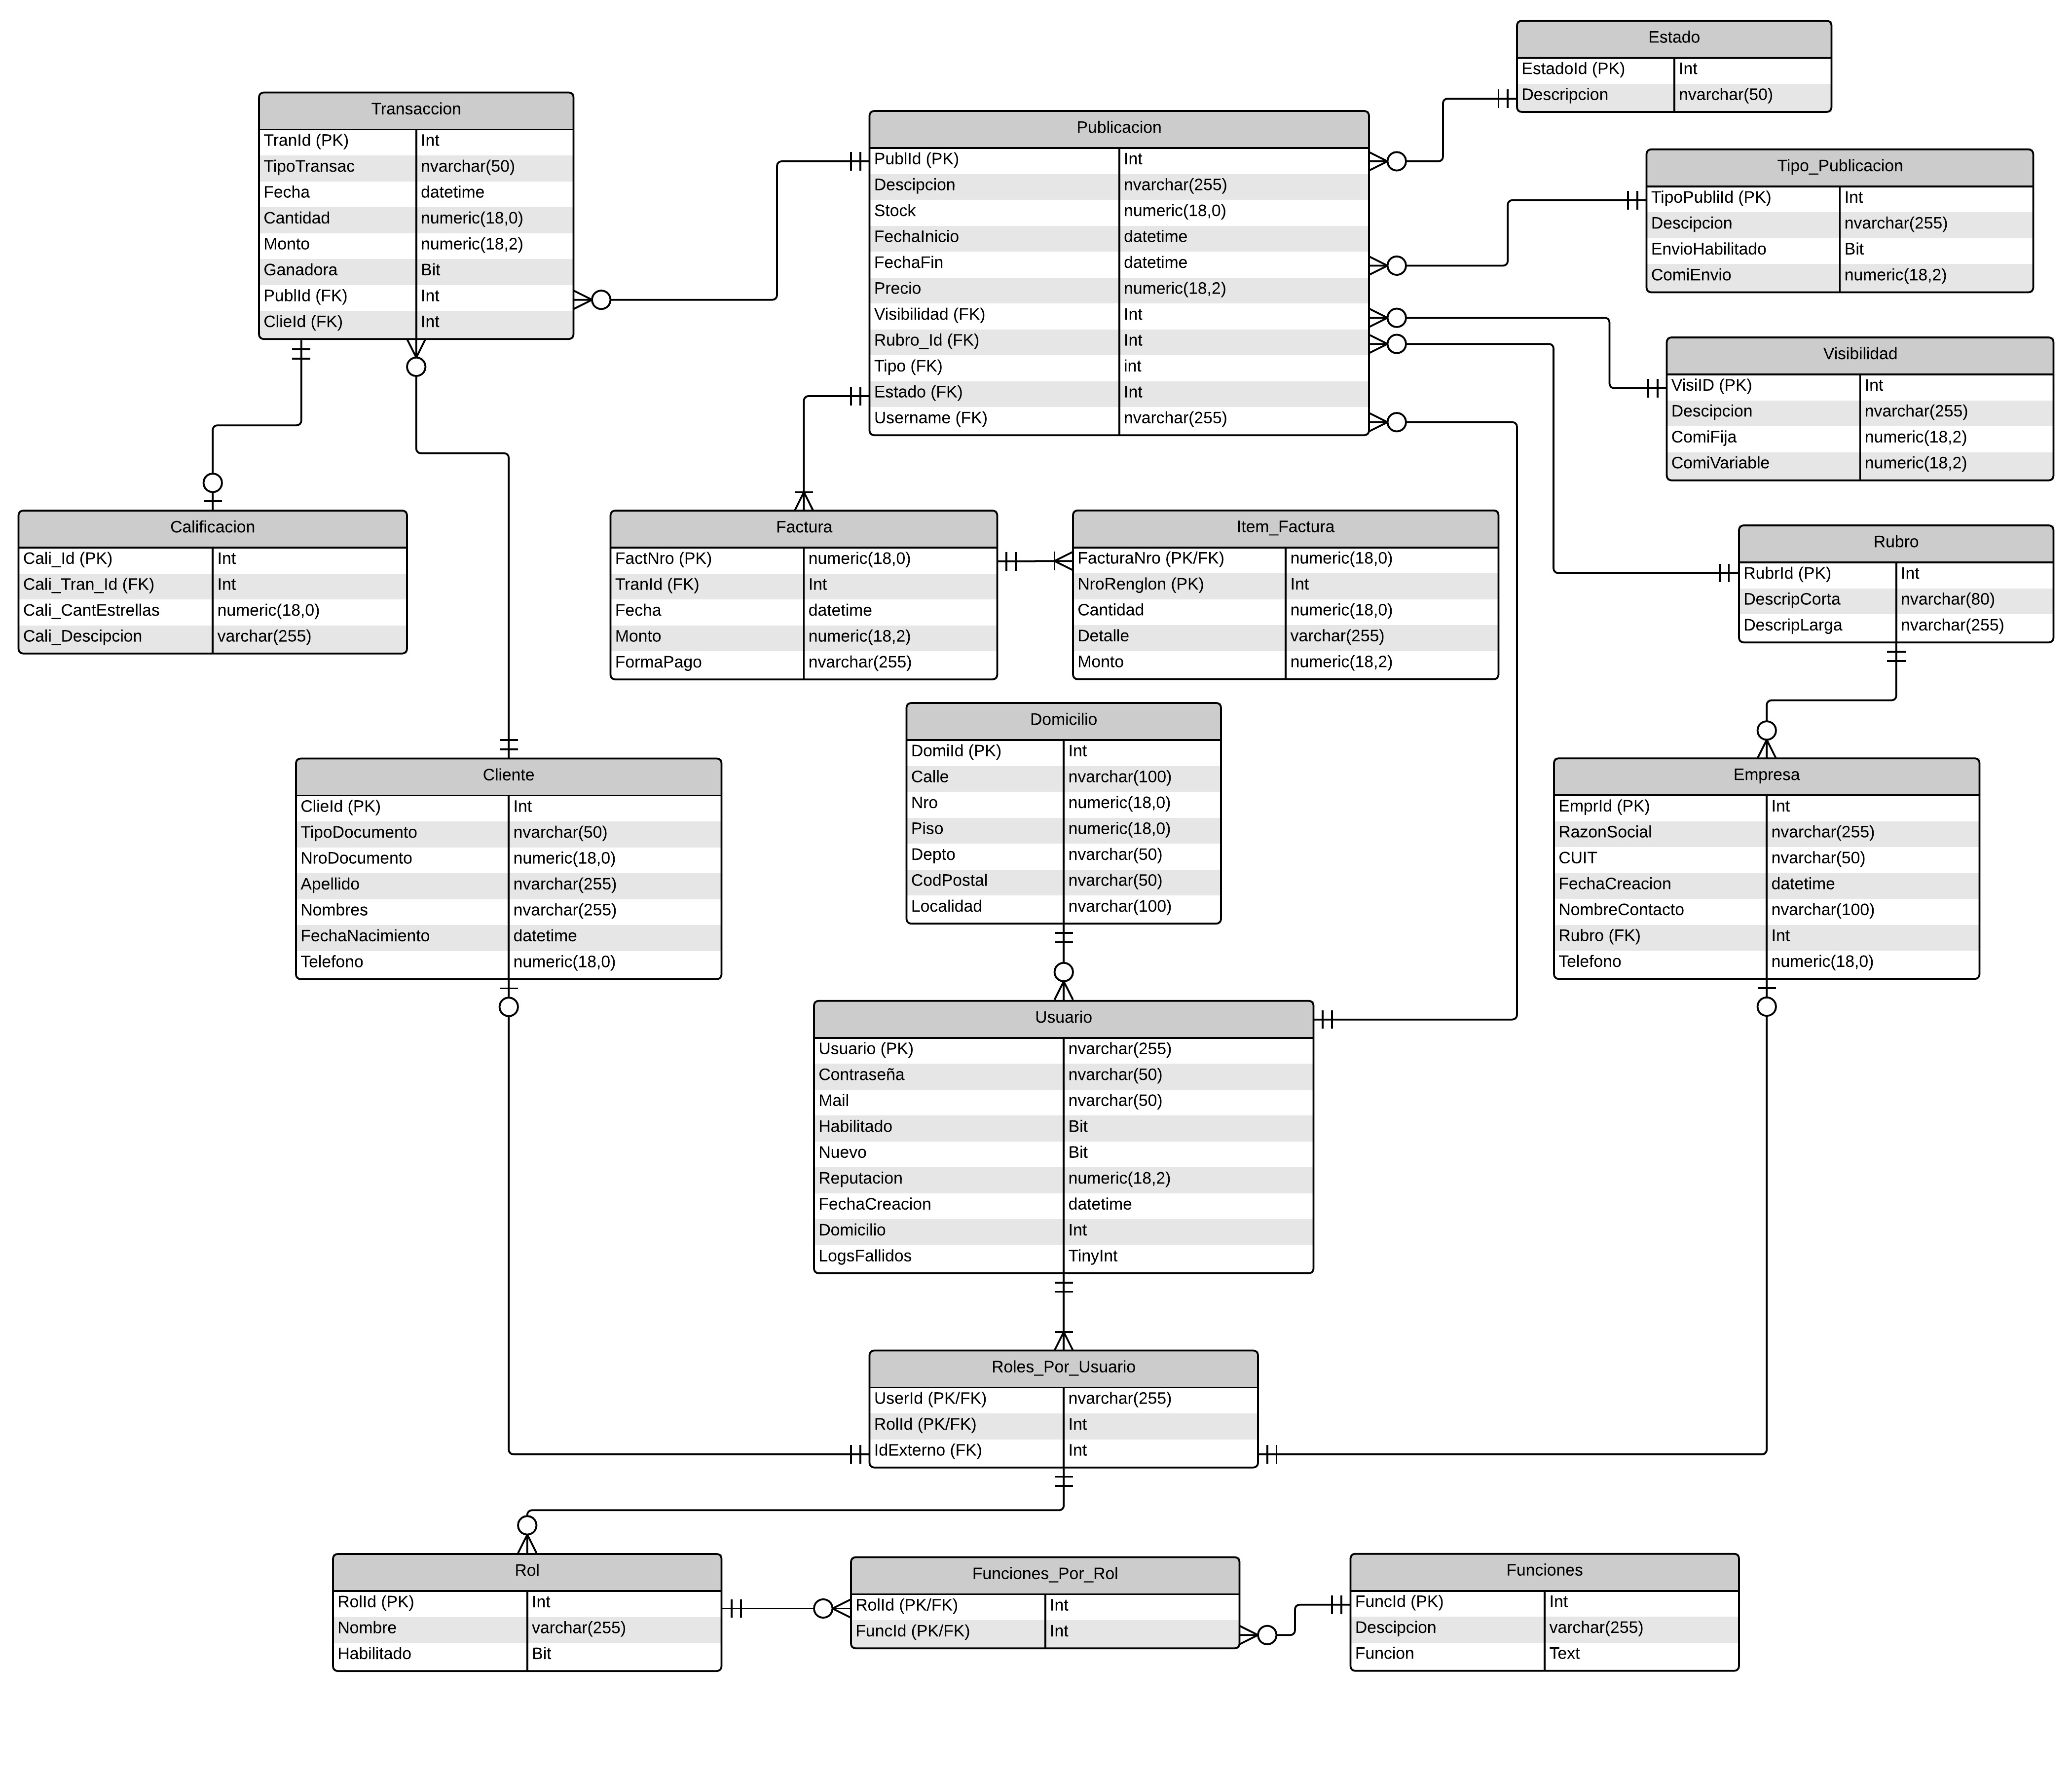 Estado
EstadoId (PK) Int
Descripcion nvarchar(50)
Transaccion
TranId (PK) Int
TipoTransac nvarchar(50)
Fecha datetime
Cantidad numeric(18,0)
Monto numeric(18,2)
Ganadora Bit
PublId (FK) Int
ClieId (FK) Int
Publicacion
PublId (PK) Int
Descipcion nvarchar(255)
Stock numeric(18,0)
FechaInicio datetime
FechaFin datetime
Precio numeric(18,2)
Visibilidad (FK) Int
Rubro_Id (FK) Int
Tipo (FK) int
Estado (FK) Int
Username (FK) nvarchar(255)
Tipo_Publicacion
TipoPubliId (PK) Int
Descipcion nvarchar(255)
EnvioHabilitado Bit
ComiEnvio numeric(18,2)
Visibilidad
VisiID (PK) Int
Descipcion nvarchar(255)
ComiFija numeric(18,2)
ComiVariable numeric(18,2)
Calificacion
Cali_Id (PK) Int
Cali_Tran_Id (FK) Int
Cali_CantEstrellas numeric(18,0)
Cali_Descipcion varchar(255)
Factura
FactNro (PK) numeric(18,0)
TranId (FK) Int
Fecha datetime
Monto numeric(18,2)
FormaPago nvarchar(255)
Item_Factura
FacturaNro (PK/FK) numeric(18,0)
NroRenglon (PK) Int
Cantidad numeric(18,0)
Detalle varchar(255)
Monto numeric(18,2)
Rubro
RubrId (PK) Int
DescripCorta nvarchar(80)
DescripLarga nvarchar(255)
Domicilio
DomiId (PK) Int
Calle nvarchar(100)
Nro numeric(18,0)
Piso numeric(18,0)
Depto nvarchar(50)
CodPostal nvarchar(50)
Localidad nvarchar(100)
Cliente
ClieId (PK) Int
TipoDocumento nvarchar(50)
NroDocumento numeric(18,0)
Apellido nvarchar(255)
Nombres nvarchar(255)
FechaNacimiento datetime
Telefono numeric(18,0)
Empresa
EmprId (PK) Int
RazonSocial nvarchar(255)
CUIT nvarchar(50)
FechaCreacion datetime
NombreContacto nvarchar(100)
Rubro (FK) Int
Telefono numeric(18,0)
Usuario
Usuario (PK) nvarchar(255)
Contraseña nvarchar(50)
Mail nvarchar(50)
Habilitado Bit
Nuevo Bit
Reputacion numeric(18,2)
FechaCreacion datetime
Domicilio Int
LogsFallidos TinyInt
Roles_Por_Usuario
UserId (PK/FK) nvarchar(255)
RolId (PK/FK) Int
IdExterno (FK) Int
Rol
RolId (PK) Int
Nombre varchar(255)
Habilitado Bit
Funciones_Por_Rol
RolId (PK/FK) Int
FuncId (PK/FK) Int
Funciones
FuncId (PK) Int
Descipcion varchar(255)
Funcion Text